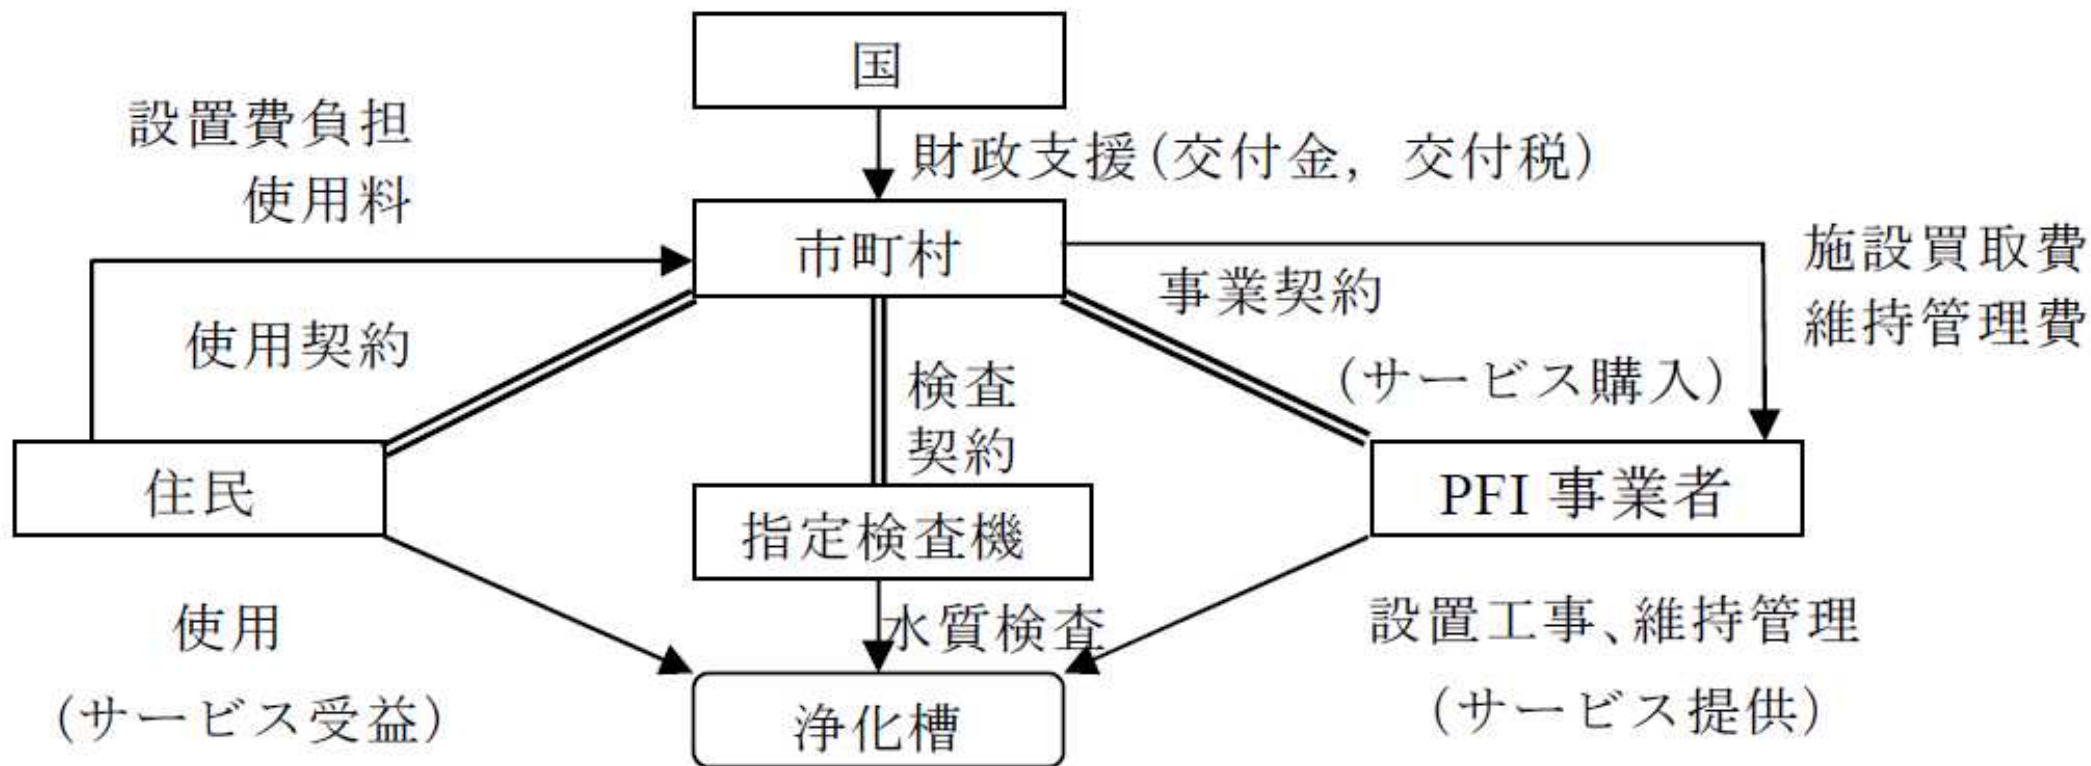 国
設置費負担
使用料
財政支援(交付金，交付税)
市町村
施設買取費
維持管理費
事業契約
(サービス購入)
使用契約
検査
契約
住民
指定検査機
PFI 事業者
使用
(サービス受益)
水質検査
設置工事、維持管理
(サービス提供)
浄化槽